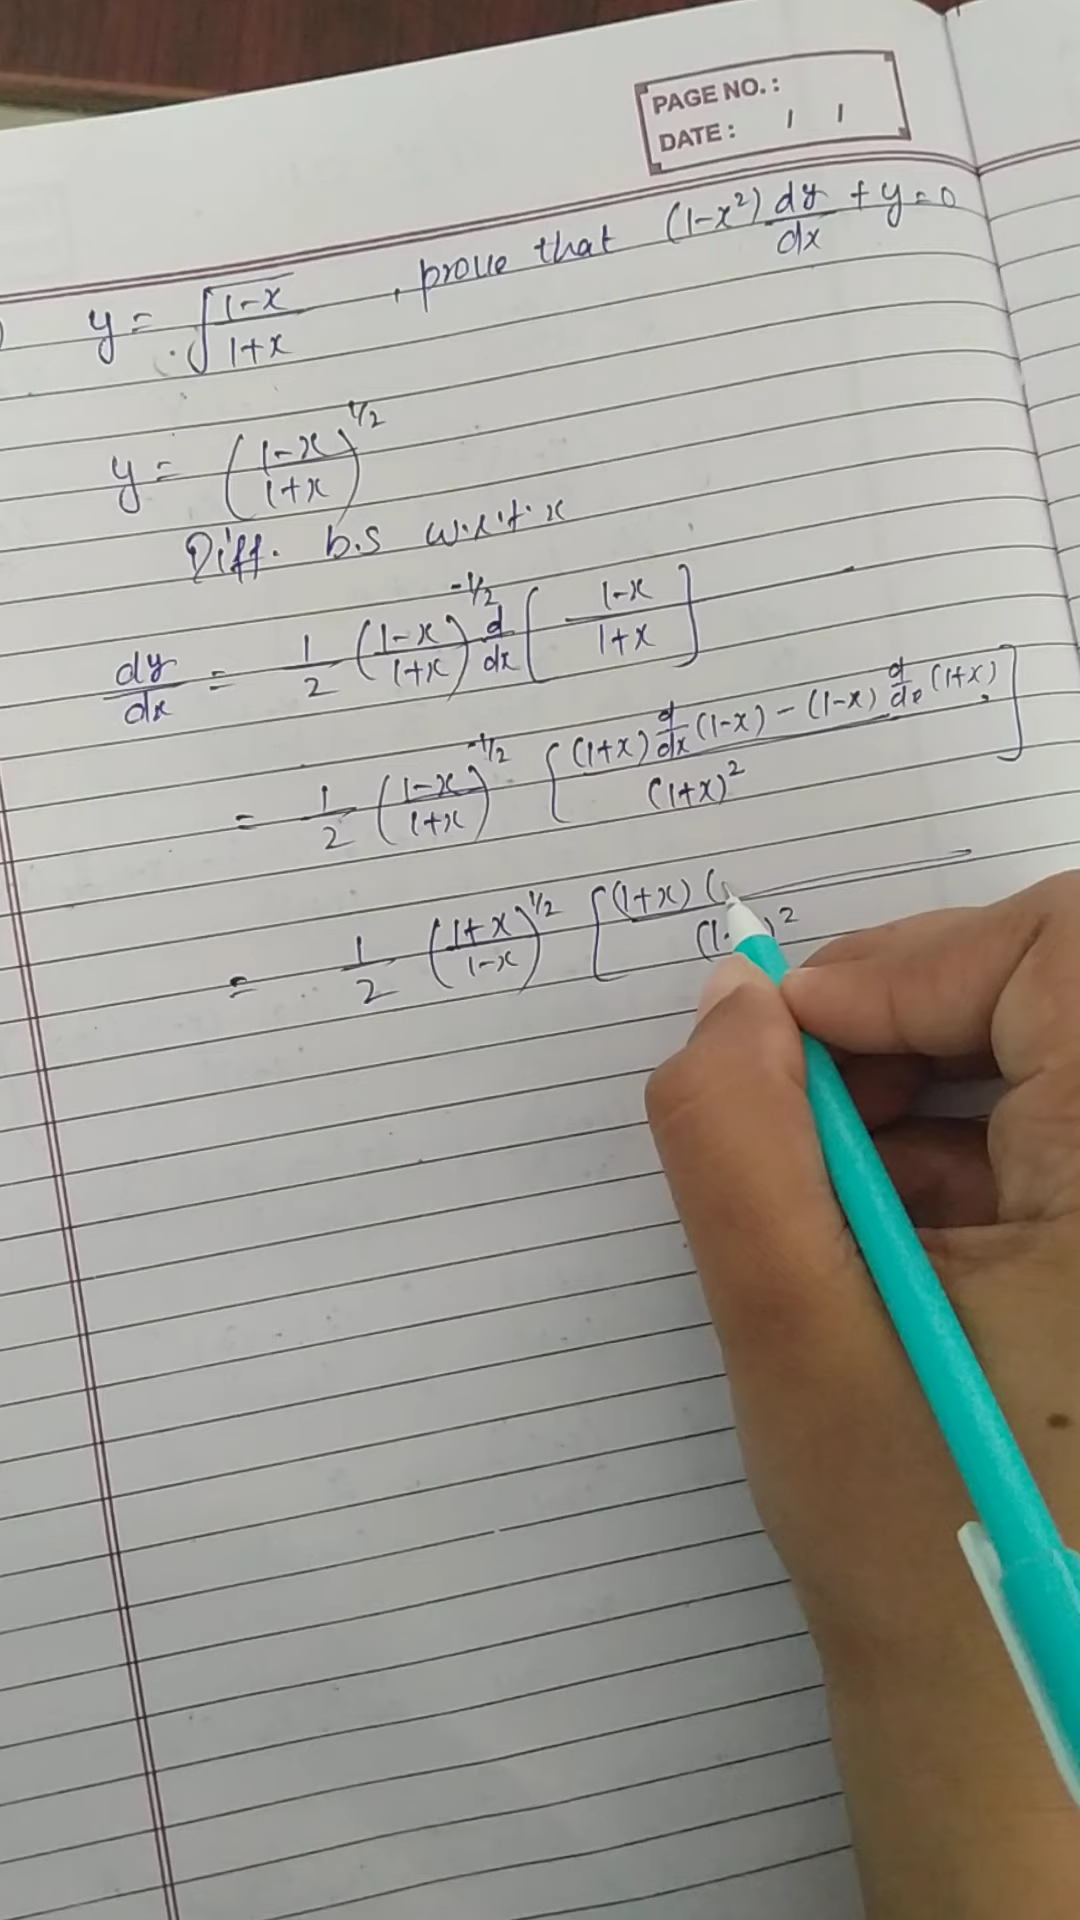 PAGE NO. :
DATE : / /
y = √(1-x)/(1+x) , prove that (1-x²) dy/dx + y = 0
y = ((1-x)/(1+x))^1/2
Diff. b.s w.r.t. x
dy/dx = 1/2 ((1-x)/(1+x))^-1/2 d/dx [(1-x)/(1+x)]
= 1/2 ((1-x)/(1+x))^-1/2 [((1+x) d/dx (1-x) - (1-x) d/dx (1+x))/(1+x)²]
= 1/2 ((1+x)/(1-x))^1/2 [(1+x) (